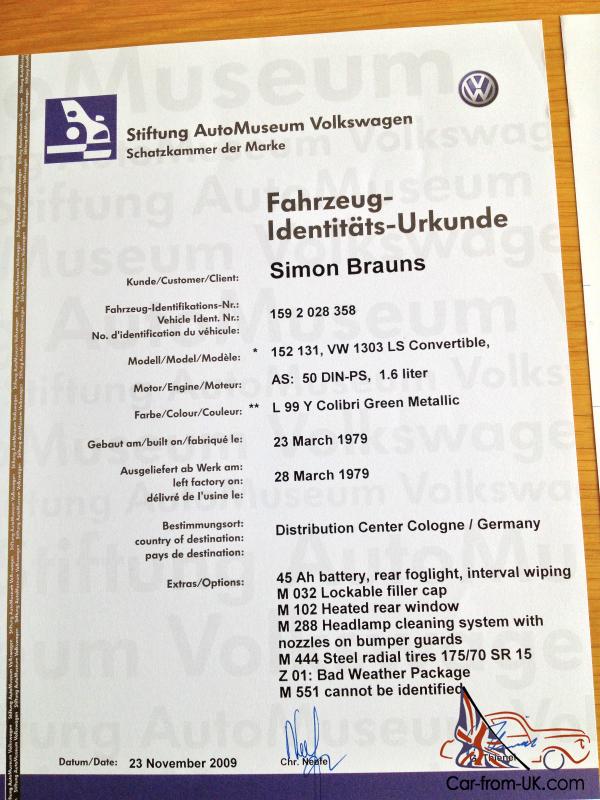 Stiftung AutoMuseum Volkswagen
Schatzkammer der Marke
Fahrzeug-
Identitäts-Urkunde
Kunde/Customer/Client: Simon Brauns
Fahrzeug-Identifikations-Nr.:
Vehicle Ident. Nr.: 159 2 028 358
No. d'identification du véhicule:
Modell/Model/Modèle: * 152 131, VW 1303 LS Convertible,
Motor/Engine/Moteur: AS: 50 DIN-PS, 1.6 liter
Farbe/Colour/Couleur: ** L 99 Y Colibri Green Metallic
Gebaut am/built on/fabriqué le: 23 March 1979
Ausgeliefert ab Werk am:
left factory on: 28 March 1979
délivré de l'usine le:
Bestimmungsort:
country of destination: Distribution Center Cologne / Germany
pays de destination:
Extras/Options: 45 Ah battery, rear foglight, interval wiping
M 032 Lockable filler cap
M 102 Heated rear window
M 288 Headlamp cleaning system with
nozzles on bumper guards
M 444 Steel radial tires 175/70 SR 15
Z 01: Bad Weather Package
M 551 cannot be identified
Datum/Date: 23 November 2009 Chr. Neefe
Car-from-UK.com